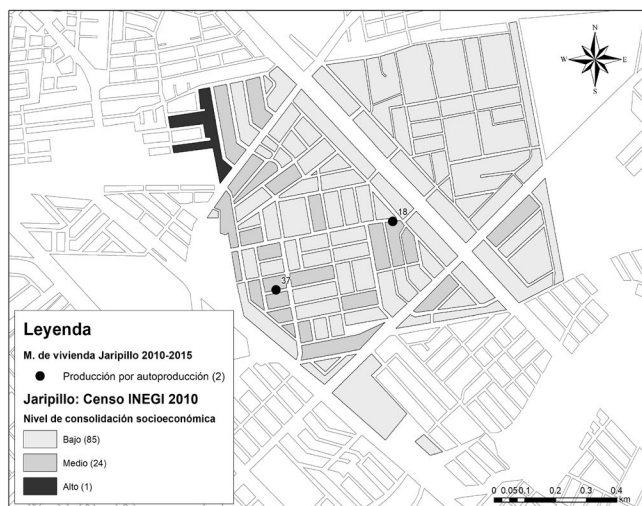 N
W E
S
18
37
Leyenda
M. de vivienda Jaripillo 2010-2015
Producción por autoproducción (2)
Jaripillo: Censo INEGI 2010
Nivel de consolidación socioeconómica
Bajo (85)
Medio (24)
Alto (1)
0 0.050.1 0.2 0.3 0.4
km